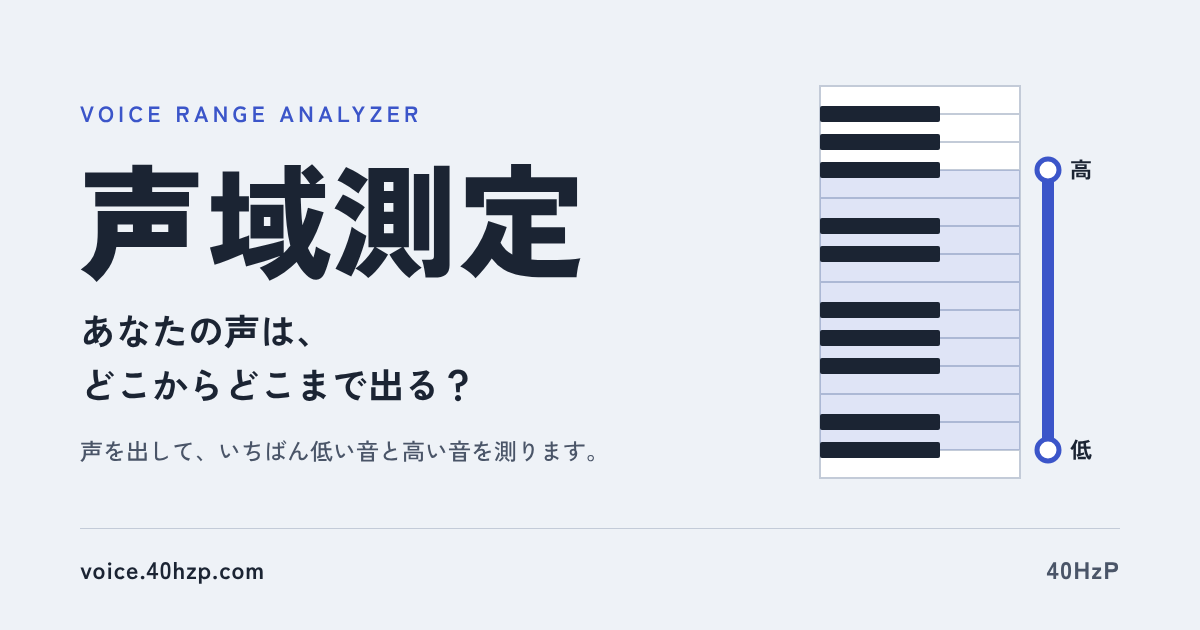 VOICE RANGE ANALYZER
声域測定
あなたの声は、
どこからどこまで出る？
声を出して、いちばん低い音と高い音を測ります。
高
低
voice.40hzp.com
40HzP